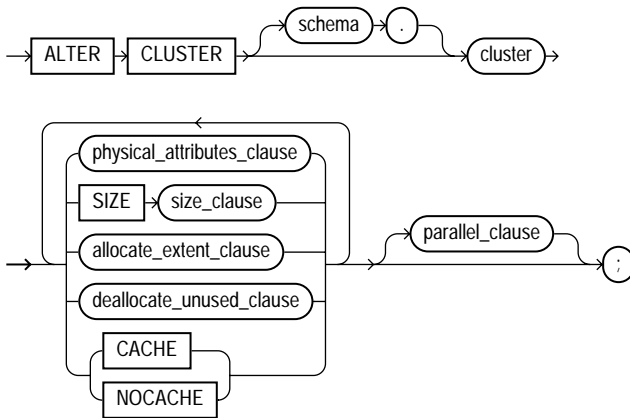 schema .
ALTER CLUSTER cluster
physical_attributes_clause
SIZE size_clause
allocate_extent_clause
parallel_clause
deallocate_unused_clause
;
CACHE
NOCACHE